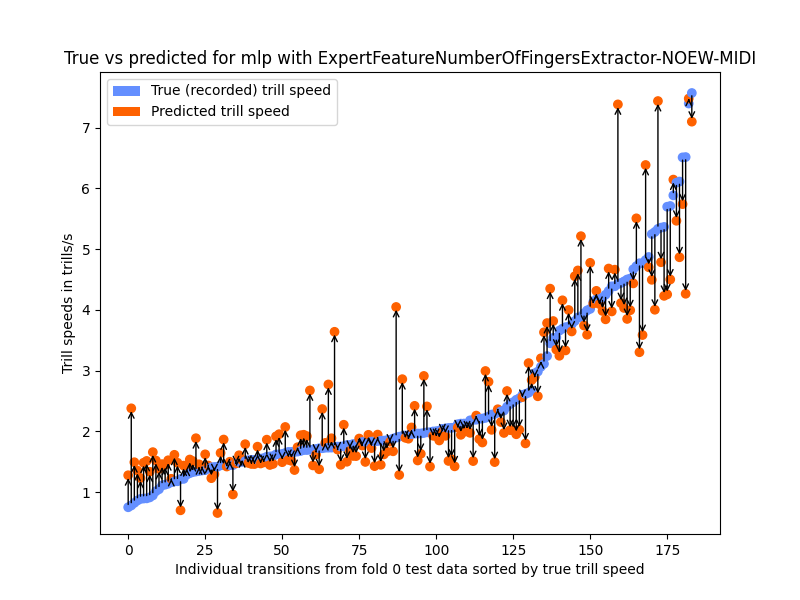 True vs predicted for mlp with ExpertFeatureNumberOfFingersExtractor-NOEW-MIDI
True (recorded) trill speed
Predicted trill speed
Trill speeds in trills/s
7
6
5
4
3
2
1
0 25 50 75 100 125 150 175
Individual transitions from fold 0 test data sorted by true trill speed